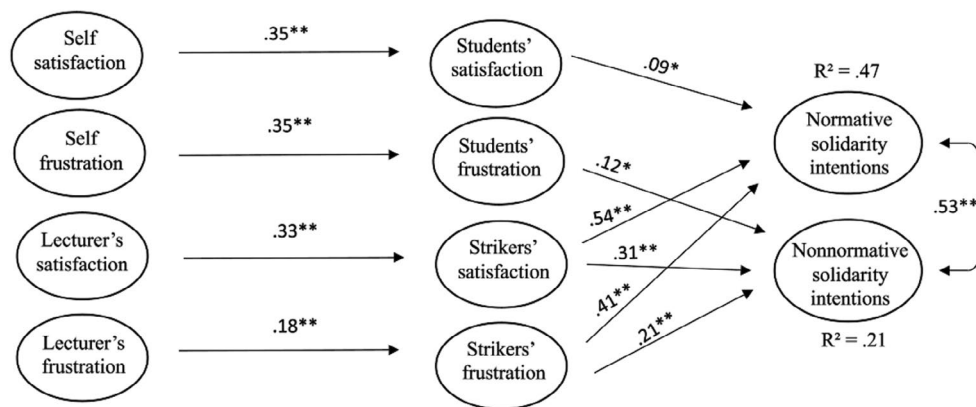 Self
satisfaction
.35**
Students'
satisfaction
.09*
R² = .47
Self
frustration
.35**
Students'
frustration
.12*
Normative
solidarity
intentions
.53**
Lecturer's
satisfaction
.33**
Strikers'
satisfaction
.54**
.31**
Nonnormative
solidarity
intentions
Lecturer's
frustration
.18**
Strikers'
frustration
.41**
.21**
R² = .21